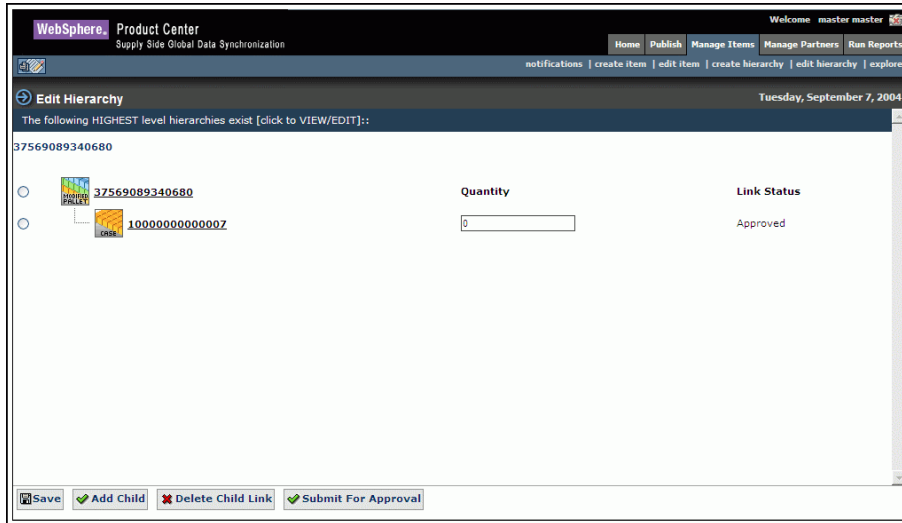 Welcome master master
WebSphere. Product Center
Supply Side Global Data Synchronization
Home Publish Manage Items Manage Partners Run Reports
notifications | create item | edit item | create hierarchy | edit hierarchy | explore
Edit Hierarchy
Tuesday, September 7, 2004
The following HIGHEST level hierarchies exist [click to VIEW/EDIT]::
37569089340680
MODIFIED PALLET 37569089340680 Quantity Link Status
CASE 10000000000007 0 Approved
Save Add Child Delete Child Link Submit For Approval